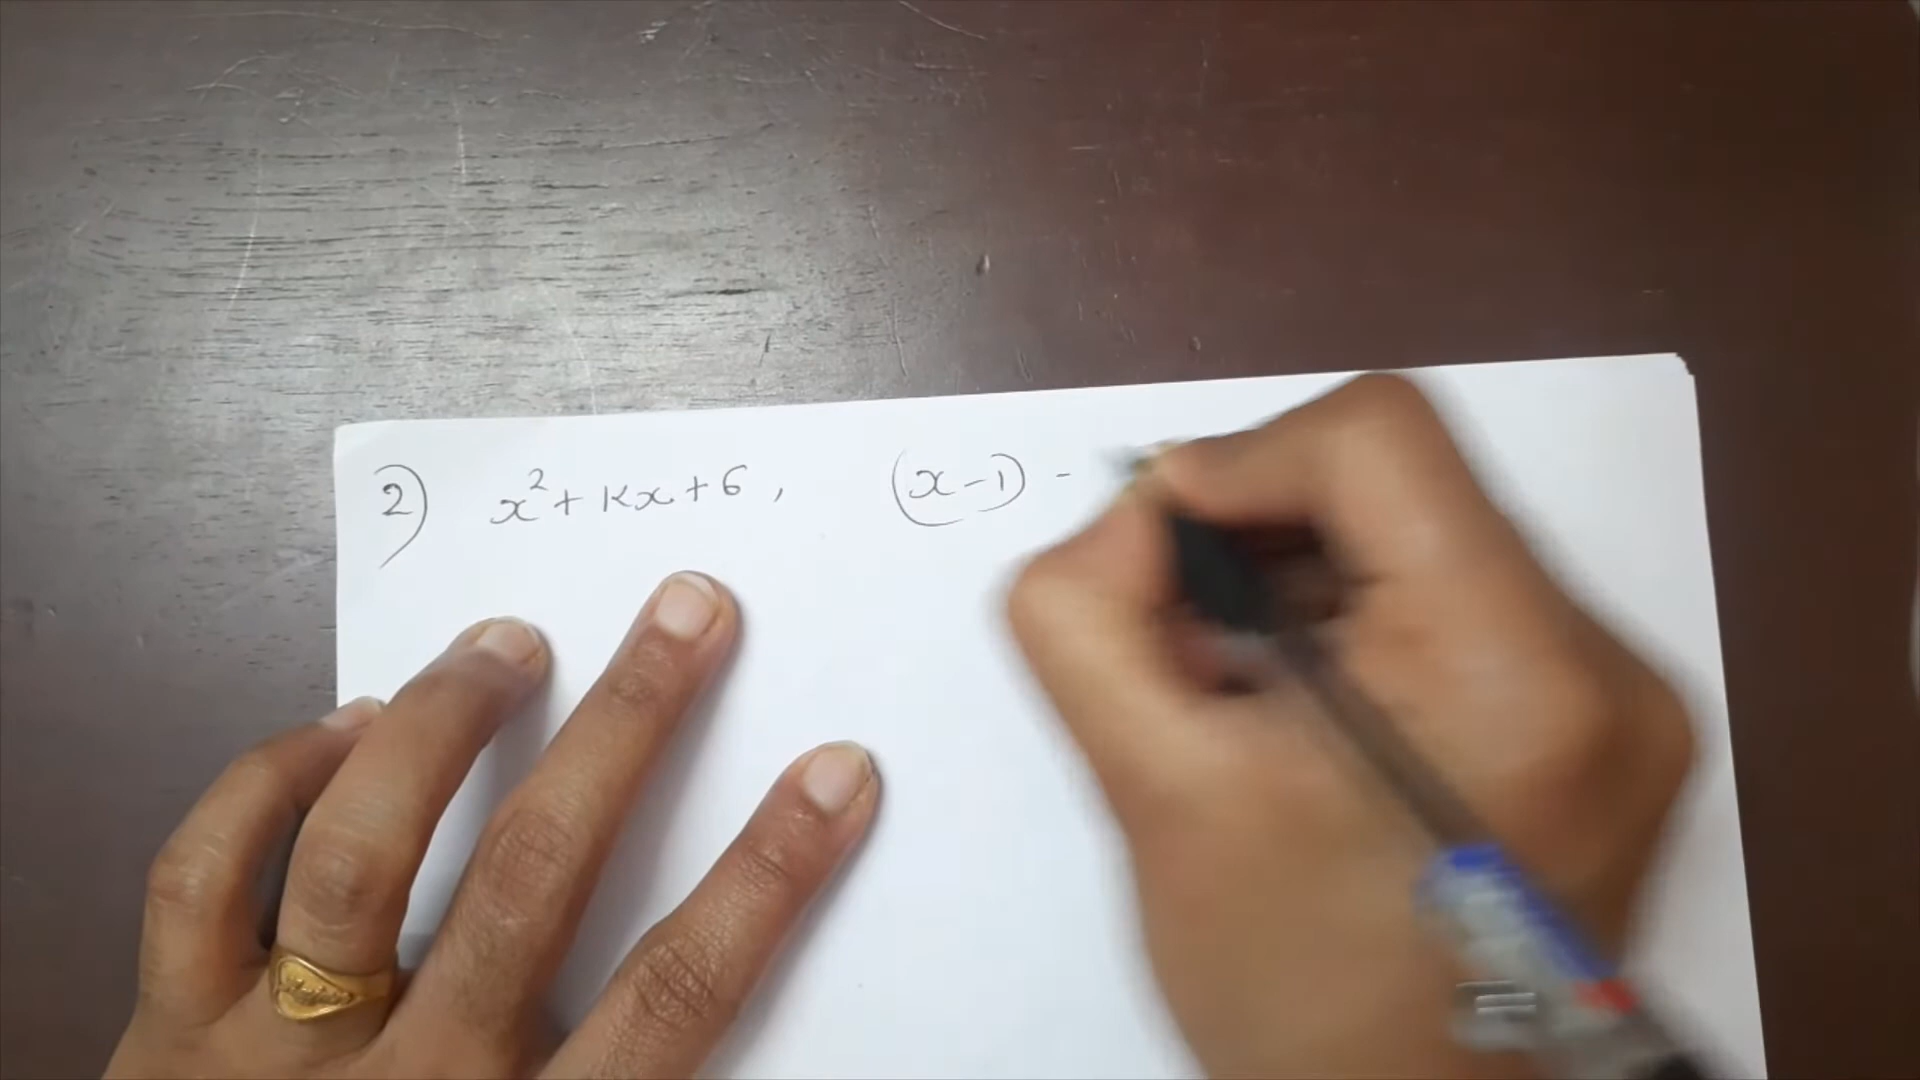 2) x² + kx + 6 , (x-1) -